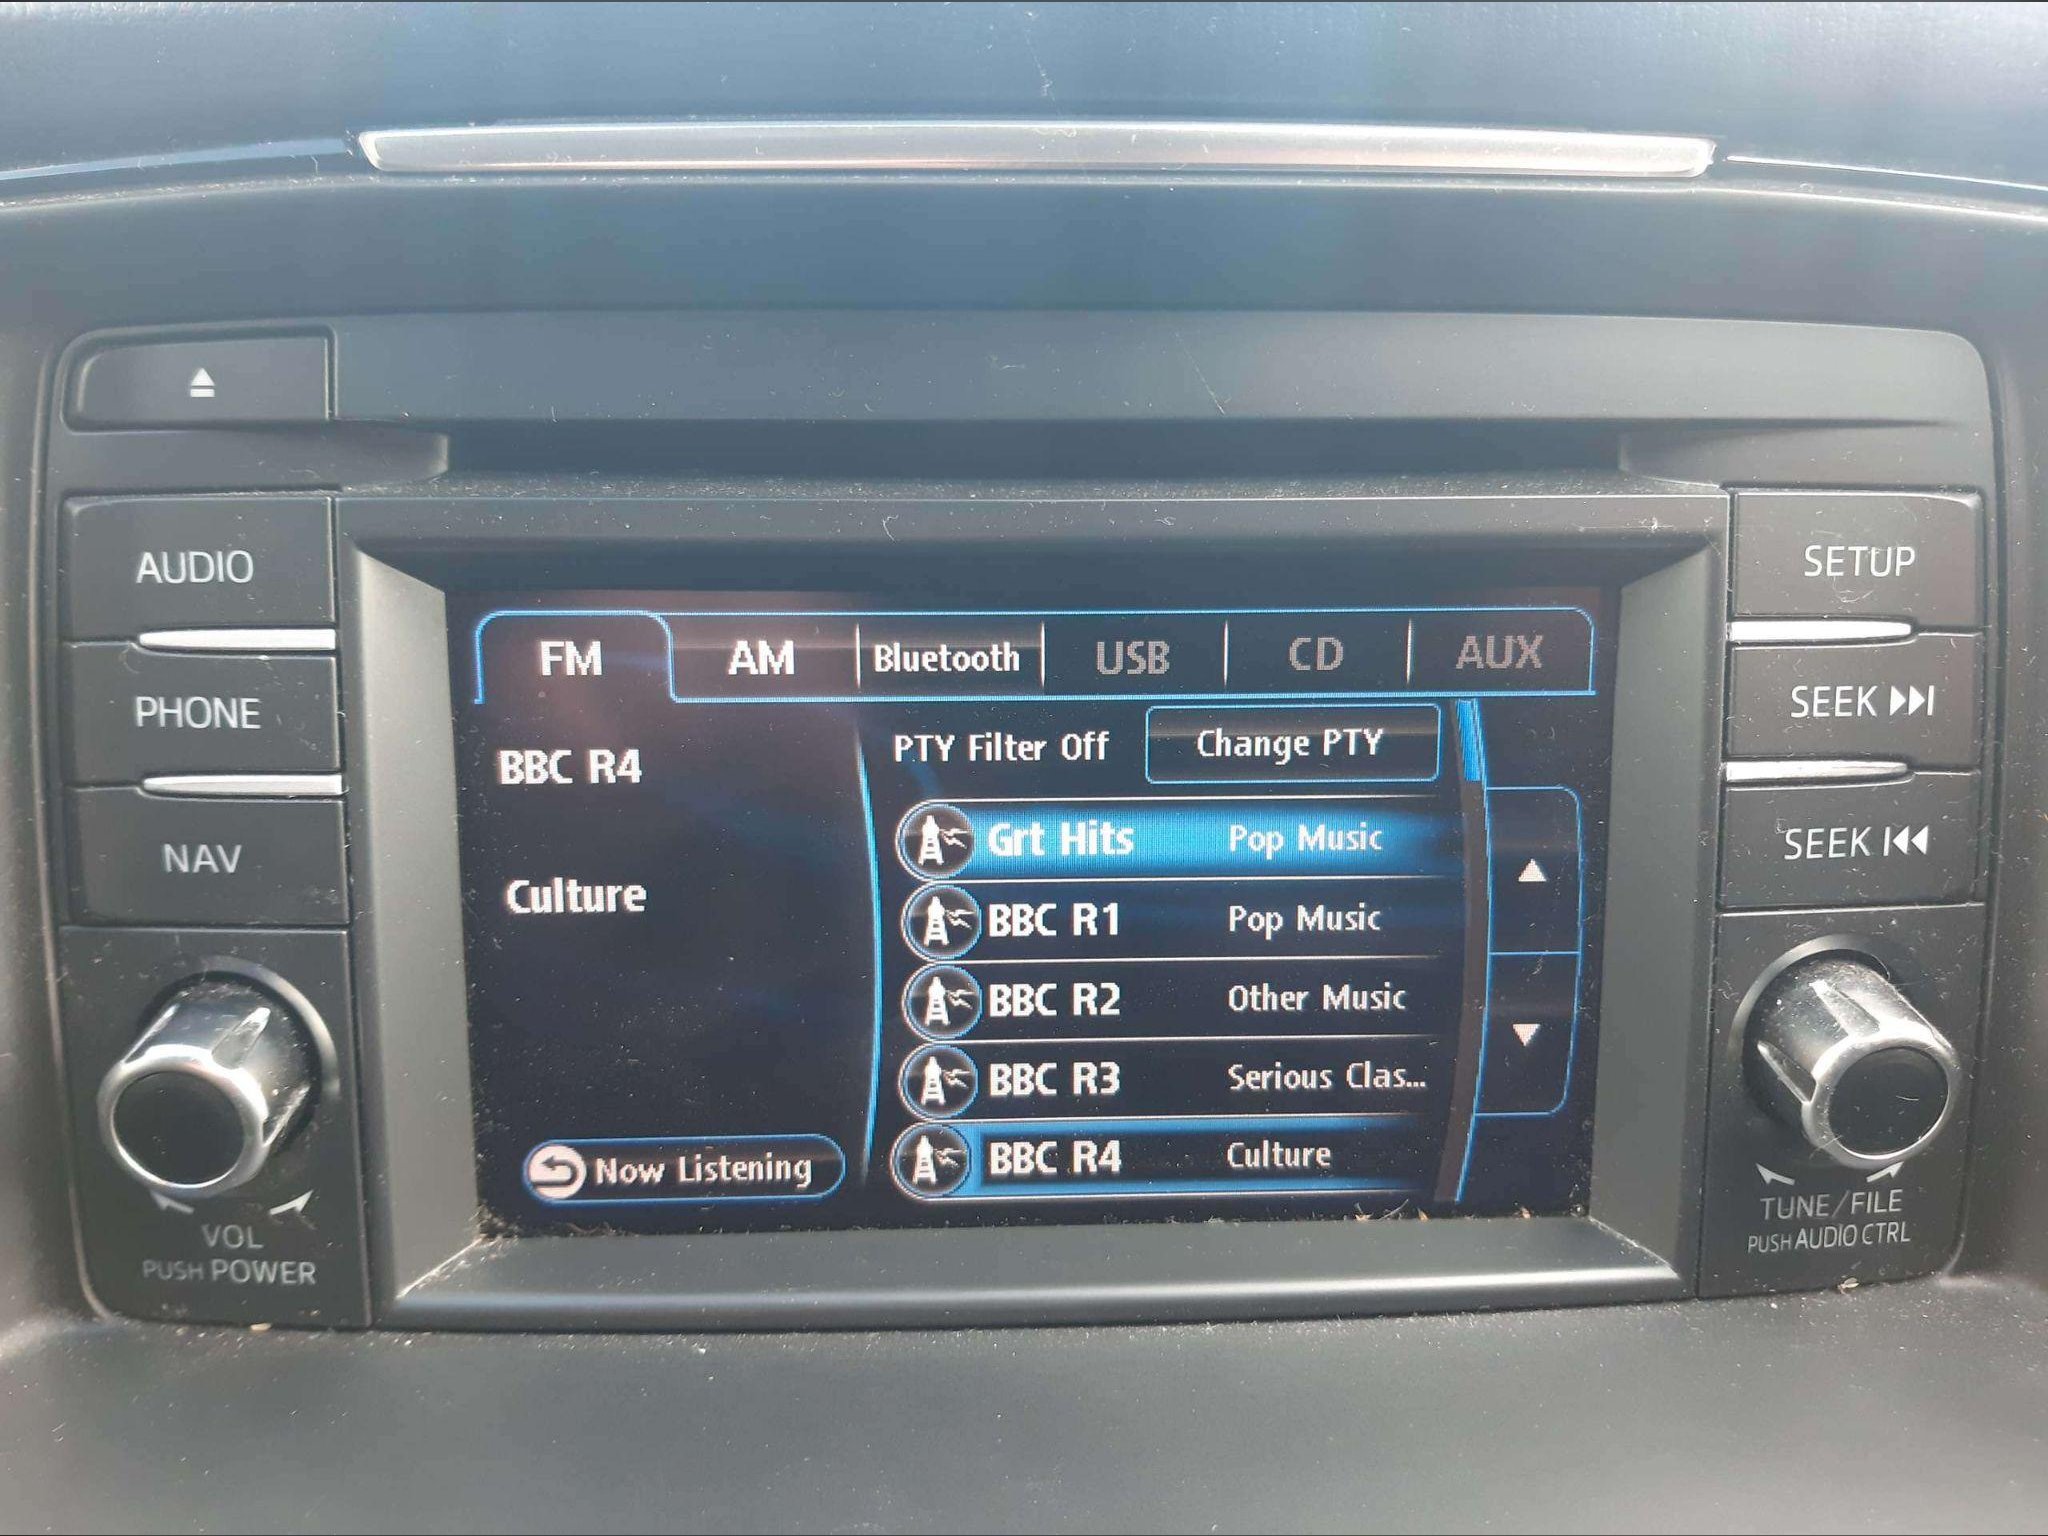 AUDIO
PHONE
NAV
VOL
PUSH POWER
FM AM Bluetooth USB CD AUX
BBC R4
Culture
Now Listening
PTY Filter Off Change PTY
Grt Hits Pop Music
BBC R1 Pop Music
BBC R2 Other Music
BBC R3 Serious Clas...
BBC R4 Culture
SETUP
SEEK
SEEK
TUNE/FILE
PUSH AUDIO CTRL